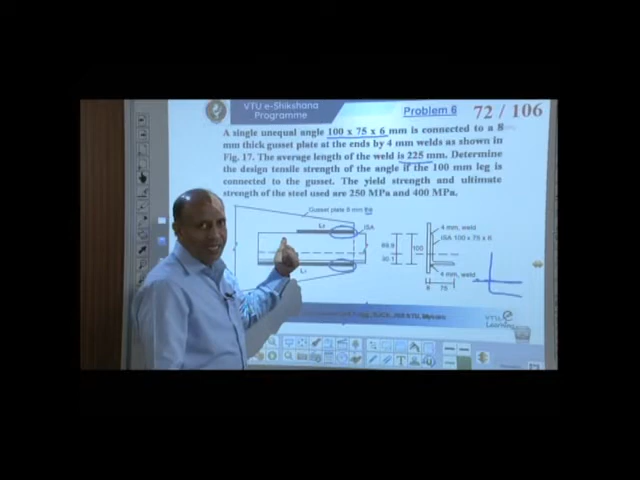 VTU e-Shikshana
Programme
Problem 6
72 / 106
A single unequal angle 100 x 75 x 6 mm is connected to a 8
mm thick gusset plate at the ends by 4 mm welds as shown in
Fig. 17. The average length of the weld is 225 mm. Determine
the design tensile strength of the angle if the 100 mm leg is
connected to the gusset. The yield strength and ultimate
strength of the steel used are 250 MPa and 400 MPa.
Gusset plate 8 mm
ISA
4 mm, weld
ISA 100 x 75 x 6
100
4 mm, weld
75
VTU e
Learning